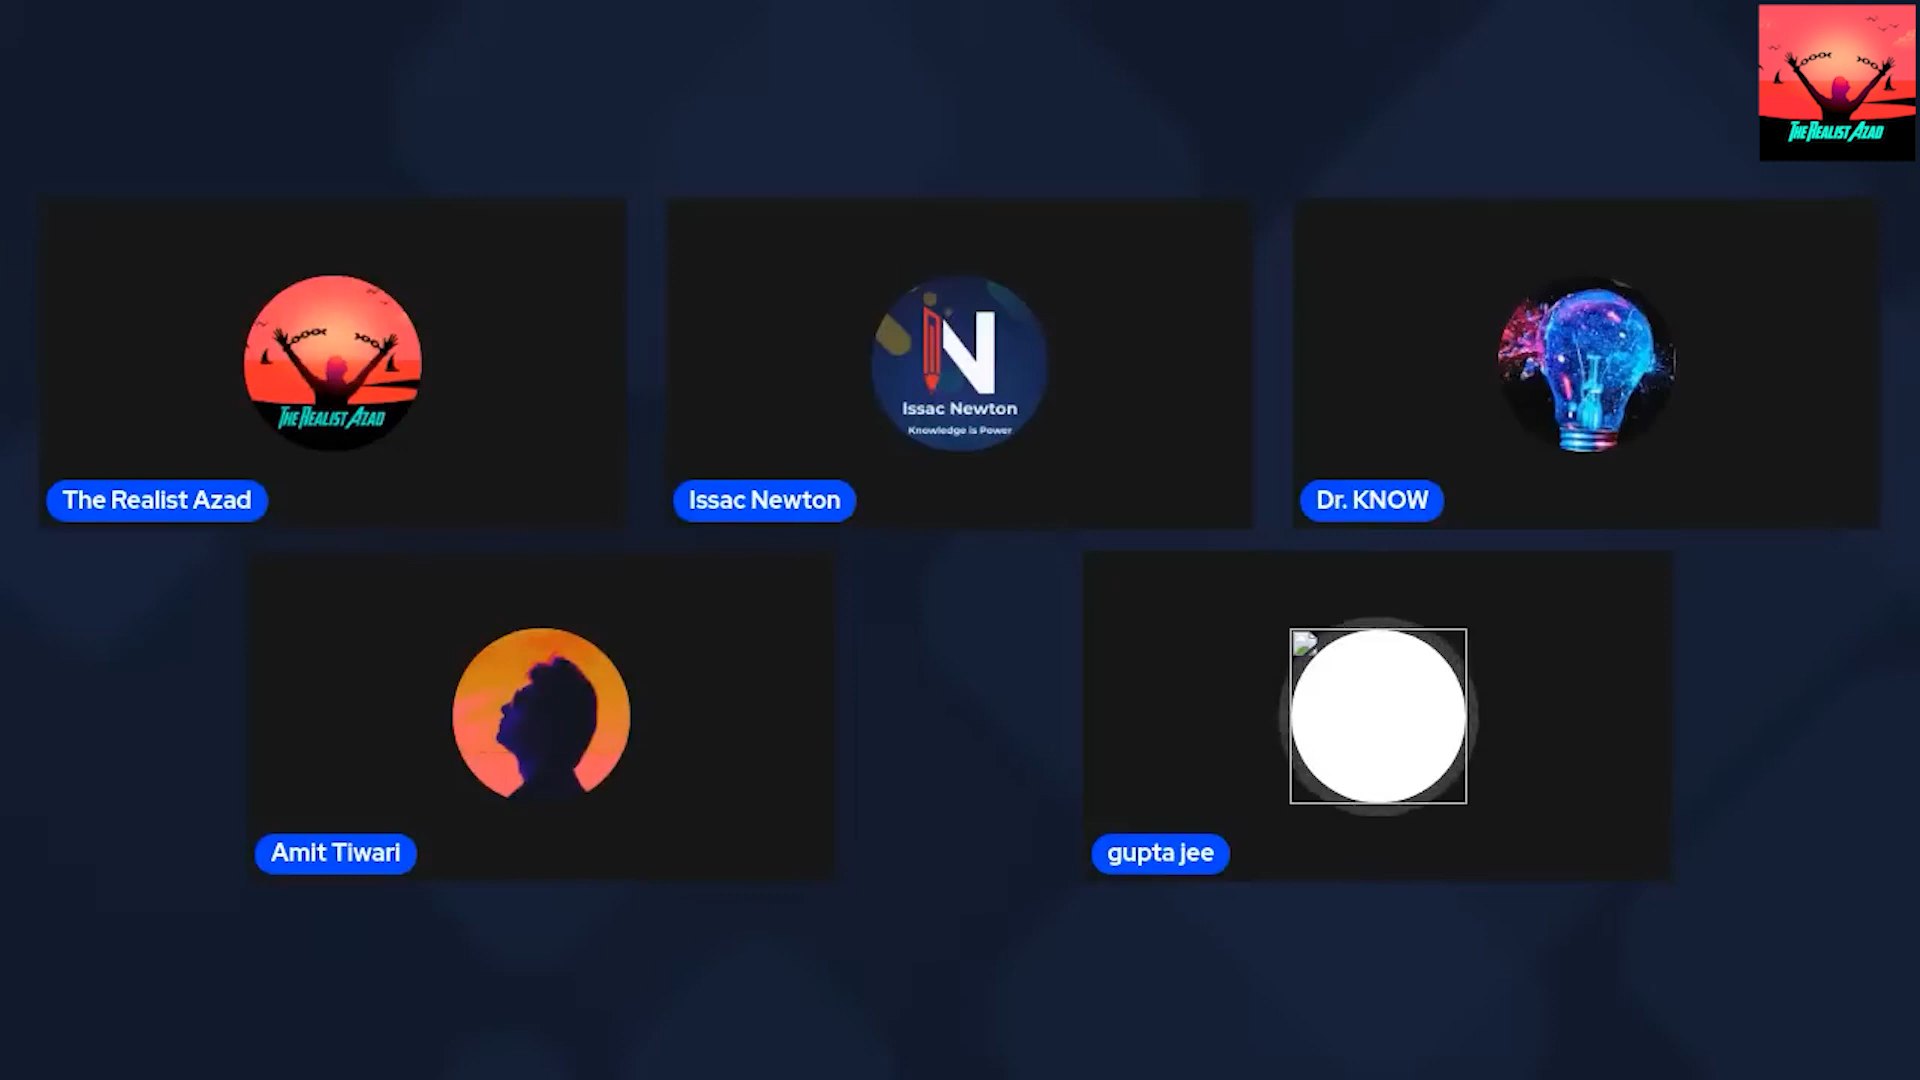 THE REALIST AZAD
THE REALIST AZAD
N
Issac Newton
Knowledge is Power
The Realist Azad
Issac Newton
Dr. KNOW
Amit Tiwari
gupta jee